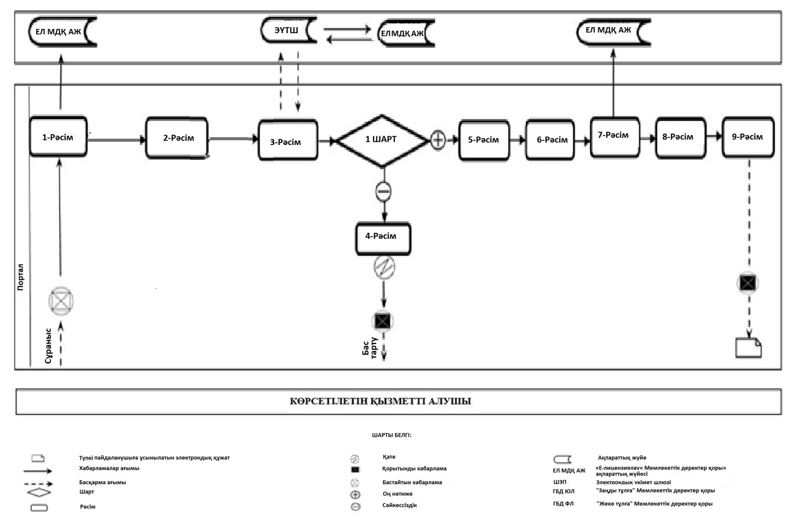 ЕЛ МДҚ АЖ
ЭҮТШ
ЕЛ МДҚ АЖ
ЕЛ МДҚ АЖ
1-Рәсім
2-Рәсім
3-Рәсім
1 ШАРТ
5-Рәсім
6-Рәсім
7-Рәсім
8-Рәсім
9-Рәсім
4-Рәсім
Портал
Сұраныс
Бас
тарту
КӨРСЕТІЛЕТІН ҚЫЗМЕТТІ АЛУШЫ
ШАРТЫ БЕЛГІ:
Түпкі пайдаланушыға ұсынылатын электрондық құжат
Хабарламалар ағымы
Басқарма ағымы
Шарт
Рәсім
Қате
Қорытынды хабарлама
Бастайтын хабарлама
Оң нәтиже
Сәйкессіздік
Ақпараттық жүйе
ЕЛ МДҚ АЖ «Е-лицензиялау» Мемлекеттік деректер қоры»
ақпараттық жүйесі
ШЭП Электрондық үкімет шлюзі
ГБД ЮЛ "Заңды тұлға" Мемлекеттік деректер қоры
ГБД ФЛ "Жеке тұлға" Мемлекеттік деректер қоры